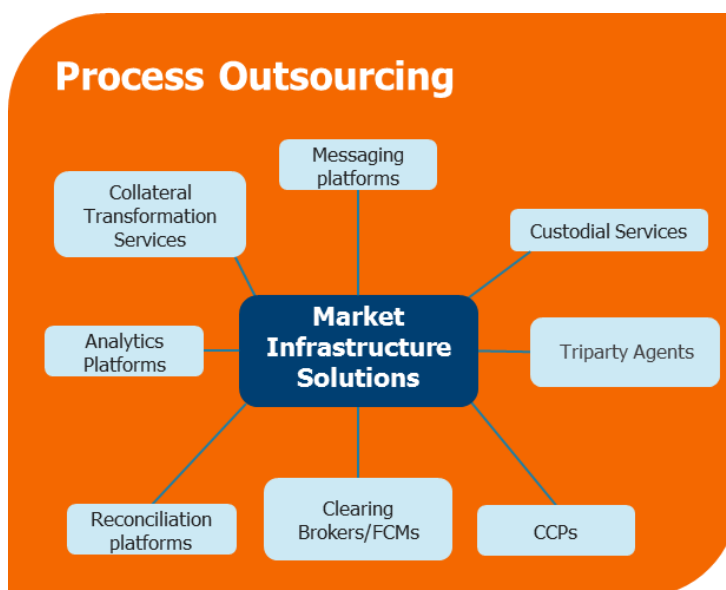 Process Outsourcing
Messaging
platforms
Collateral
Transformation
Services
Custodial Services
Market
Infrastructure
Solutions
Analytics
Platforms
Triparty Agents
Reconciliation
platforms
Clearing
Brokers/FCMs
CCPs